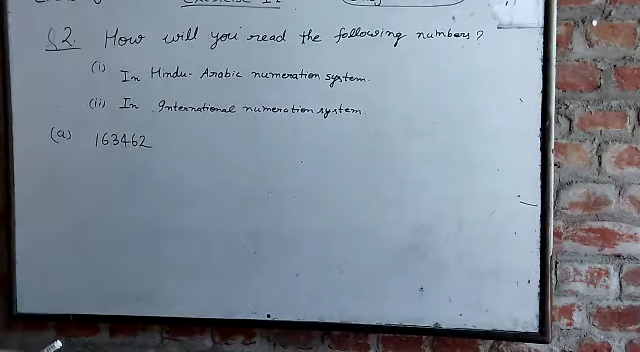 Q2. How will you read the following numbers?
(i) In Hindu-Arabic numeration system.
(ii) In International numeration system.
(a) 163462